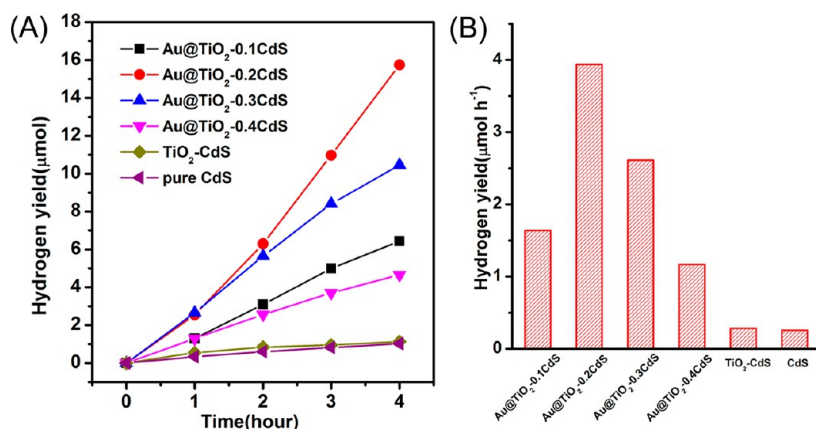 (A)
Hydrogen yield(μmol)
18
16
14
12
10
8
6
4
2
0
Au@TiO₂-0.1CdS
Au@TiO₂-0.2CdS
Au@TiO₂-0.3CdS
Au@TiO₂-0.4CdS
TiO₂-CdS
pure CdS
0 1 2 3 4
Time(hour)
(B)
Hydrogen yield(μmol h⁻¹)
4
3
2
1
0
Au@TiO₂-0.1CdS
Au@TiO₂-0.2CdS
Au@TiO₂-0.3CdS
Au@TiO₂-0.4CdS
TiO₂-CdS
CdS